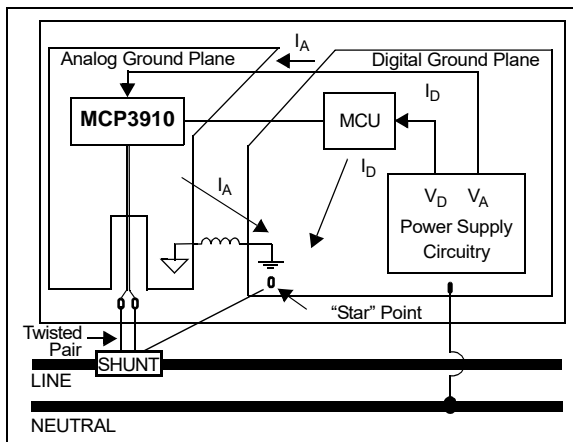 I_A
Analog Ground Plane
Digital Ground Plane
I_D
MCP3910
MCU
I_A
I_D
V_D V_A
Power Supply
Circuitry
“Star” Point
Twisted
Pair
SHUNT
LINE
NEUTRAL